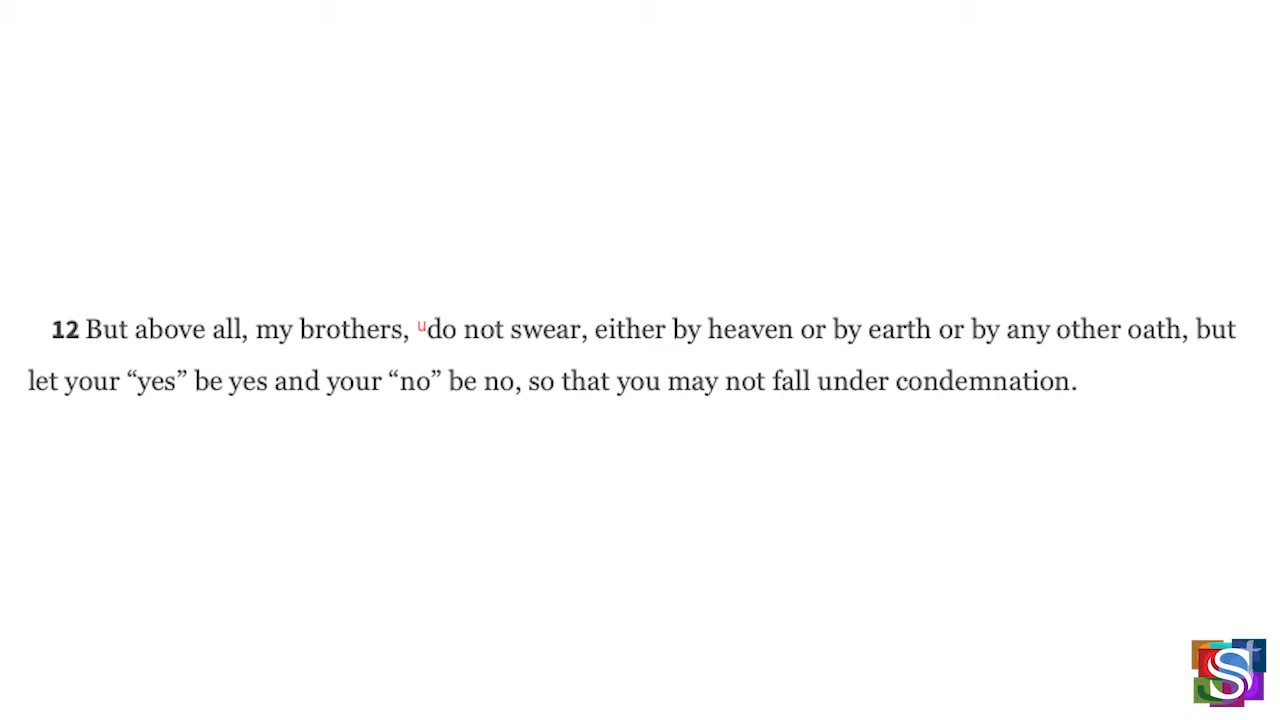 12 But above all, my brothers, udo not swear, either by heaven or by earth or by any other oath, but
let your “yes” be yes and your “no” be no, so that you may not fall under condemnation.
S